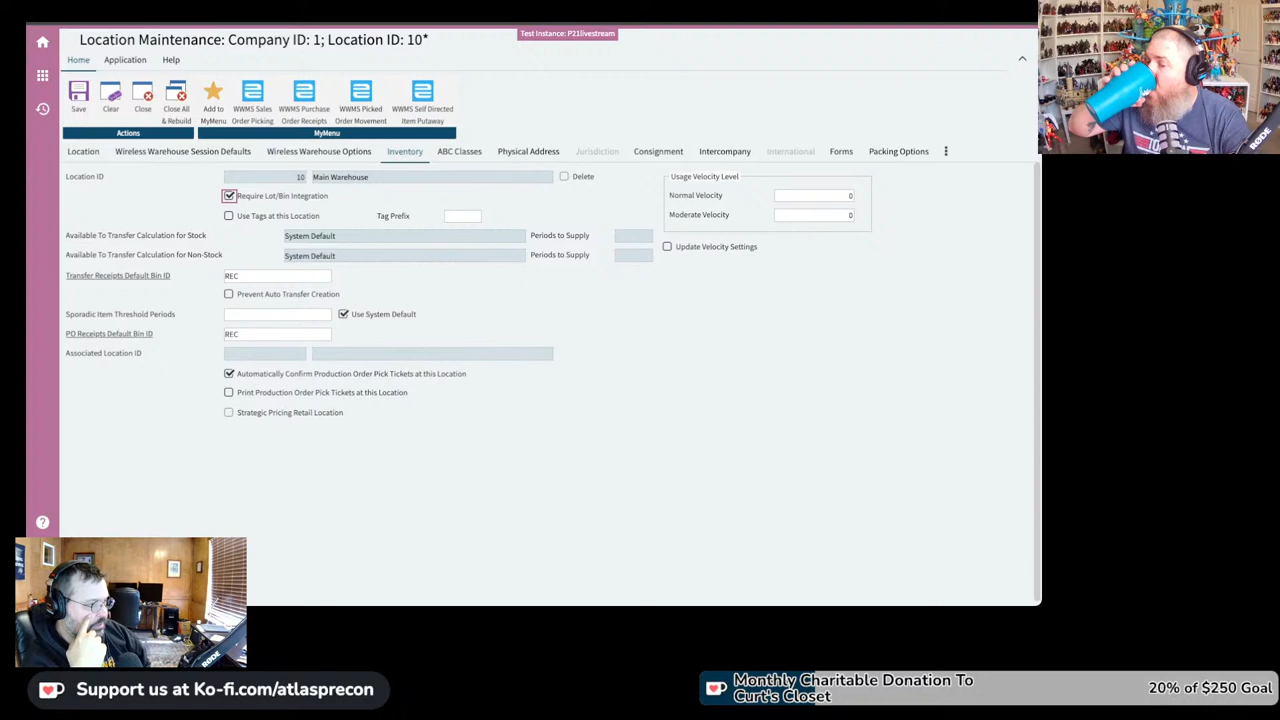 Test Instance: P21livestream
Location Maintenance: Company ID: 1; Location ID: 10*
Home Application Help
Save Clear Close Close All & Rebuild Add to MyMenu WWMS Sales Order Picking WWMS Purchase Order Receipts WWMS Picked Order Movement WWMS Self Directed Item Putaway
Actions MyMenu
Location Wireless Warehouse Session Defaults Wireless Warehouse Options Inventory ABC Classes Physical Address Jurisdiction Consignment Intercompany International Forms Packing Options
Location ID 10 Main Warehouse Delete Usage Velocity Level
Require Lot/Bin Integration Normal Velocity 0
Use Tags at this Location Tag Prefix Moderate Velocity 0
Available To Transfer Calculation for Stock System Default Periods to Supply
Update Velocity Settings
Available To Transfer Calculation for Non-Stock System Default Periods to Supply
Transfer Receipts Default Bin ID REC
Prevent Auto Transfer Creation
Sporadic Item Threshold Periods Use System Default
PO Receipts Default Bin ID REC
Associated Location ID
Automatically Confirm Production Order Pick Tickets at this Location
Print Production Order Pick Tickets at this Location
Strategic Pricing Retail Location
RODE
RODE
Support us at Ko-fi.com/atlasprecon
Monthly Charitable Donation To
Curt's Closet
20% of $250 Goal